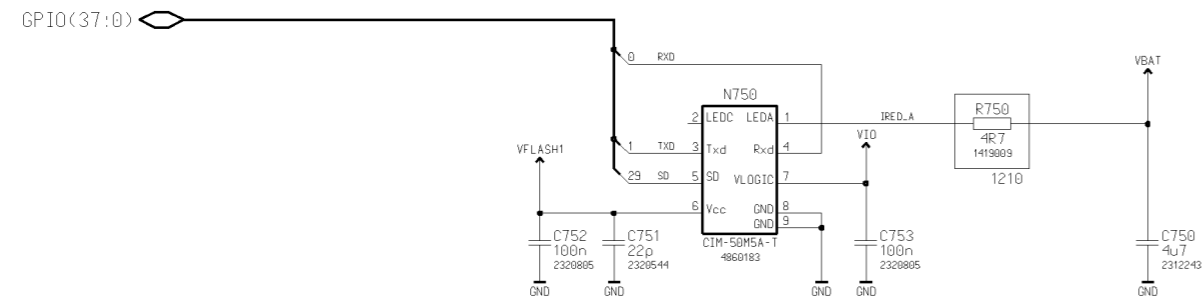 GPIO(37:0)
0 RXD
VBAT
N750
R750
2 LEDC LEDA 1
IRED_A
4R7
VIO
1419009
VFLASH1
1 TXD 3 Txd Rxd 4
1210
29 SD 5 SD VLOGIC 7
6 Vcc GND 8
GND 9
C752
100n
2320805
C751
22p
2320544
CIM-50M5A-T
4860183
C753
100n
2320805
C750
4u7
2312243
GND
GND
GND
GND
GND